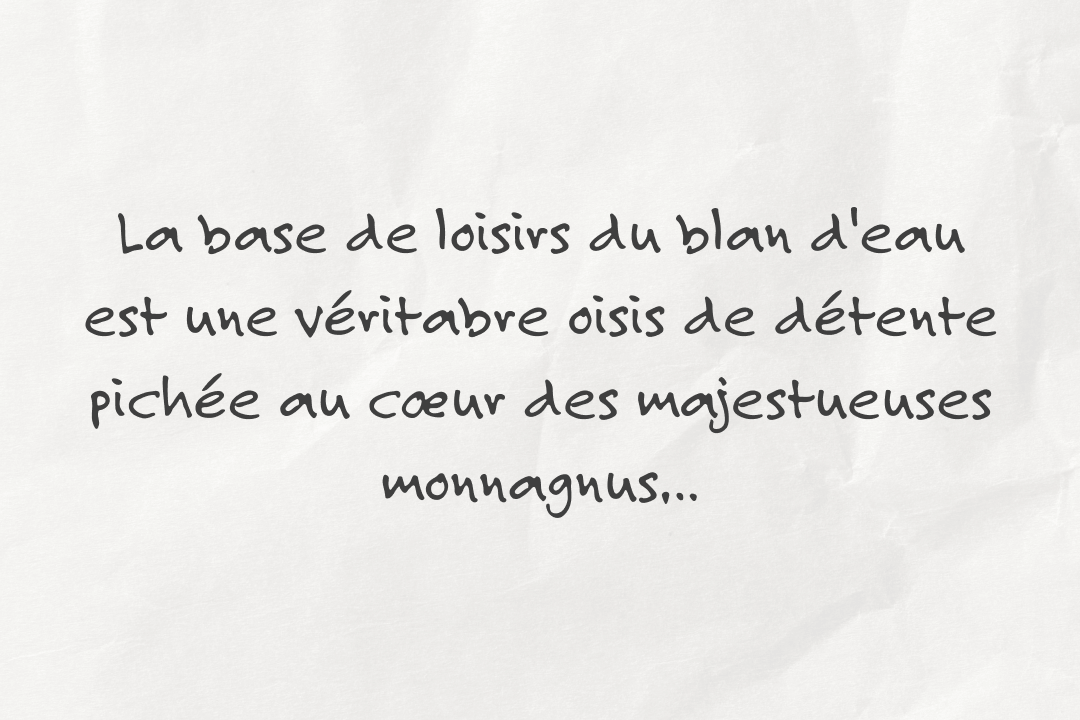 La base de loisirs du blan d'eau
est une véritabre oisis de détente
pichée au cœur des majestueuses
monnagnus,..